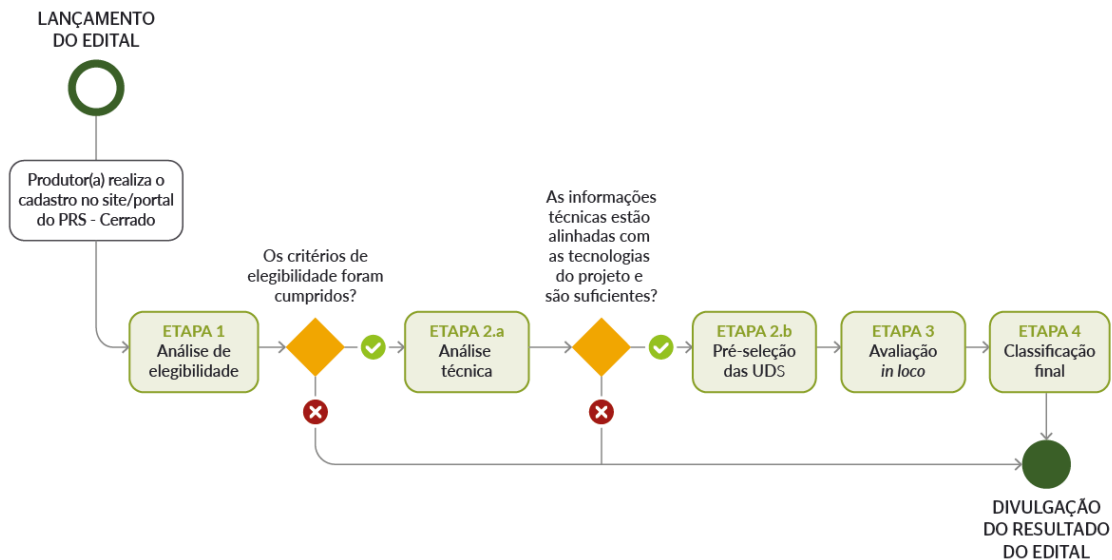 LANÇAMENTO
DO EDITAL
Produtor(a) realiza o
cadastro no site/portal
do PRS - Cerrado
ETAPA 1
Análise de
elegibilidade
Os critérios de
elegibilidade foram
cumpridos?
ETAPA 2.a
Análise
técnica
As informações
técnicas estão
alinhadas com
as tecnologias
do projeto e
são suficientes?
ETAPA 2.b
Pré-seleção
das UDS
ETAPA 3
Avaliação
in loco
ETAPA 4
Classificação
final
DIVULGAÇÃO
DO RESULTADO
DO EDITAL